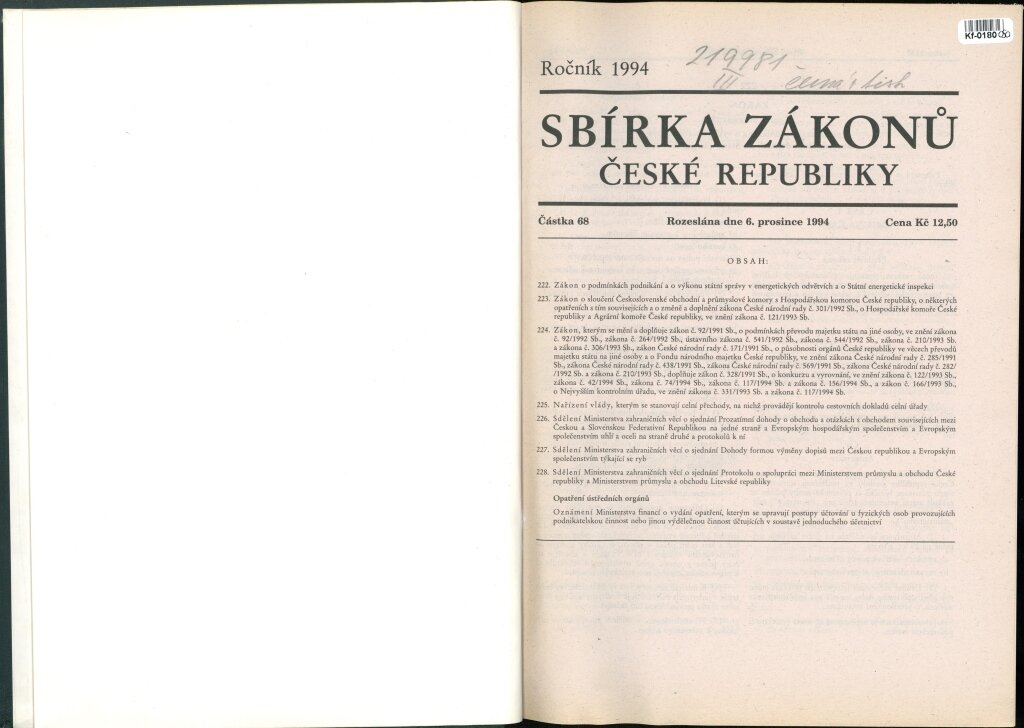 Kf-0180
219981
III
Ročník 1994
SBÍRKA ZÁKONŮ
ČESKÉ REPUBLIKY
Částka 68 Rozeslána dne 6. prosince 1994 Cena Kč 12,50
OBSAH:
222. Zákon o podmínkách podnikání a o výkonu státní správy v energetických odvětvích a o Státní energetické inspekci
223. Zákon o sloučení Československé obchodní a průmyslové komory s Hospodářskou komorou České republiky, o některých
opatřeních s tím souvisejících a o změně a doplnění zákona České národní rady č. 301/1992 Sb., o Hospodářské komoře České
republiky a Agrární komoře České republiky, ve znění zákona č. 121/1993 Sb.
224. Zákon, kterým se mění a doplňuje zákon č. 92/1991 Sb., o podmínkách převodu majetku státu na jiné osoby, ve znění zákona
č. 92/1992 Sb., zákona č. 264/1992 Sb., ústavního zákona č. 541/1992 Sb., zákona č. 544/1992 Sb., zákona č. 210/1993 Sb.
a zákona č. 306/1993 Sb., zákon České národní rady č. 171/1991 Sb., o působnosti orgánů České republiky ve věcech převodů
majetku státu na jiné osoby a o Fondu národního majetku České republiky, ve znění zákona České národní rady č. 285/1991
Sb., zákona České národní rady č. 438/1991 Sb., zákona České národní rady č. 569/1991 Sb., zákona České národní rady č. 282/
/1992 Sb. a zákona č. 210/1993 Sb., doplňuje zákon č. 328/1991 Sb., o konkurzu a vyrovnání, ve znění zákona č. 122/1993 Sb.,
zákona č. 42/1994 Sb., zákona č. 74/1994 Sb., zákona č. 117/1994 Sb. a zákona č. 156/1994 Sb., a zákon č. 166/1993 Sb.,
o Nejvyšším kontrolním úřadu, ve znění zákona č. 331/1993 Sb. a zákona č. 117/1994 Sb.
225. Nařízení vlády, kterým se stanovují celní přechody, na nichž provádějí kontrolu cestovních dokladů celní úřady
226. Sdělení Ministerstva zahraničních věcí o sjednání Prozatímní dohody o obchodu a otázkách s obchodem souvisejících mezi
Českou a Slovenskou Federativní Republikou na jedné straně a Evropským hospodářským společenstvím a Evropským
společenstvím uhlí a oceli na straně druhé a protokolů k ní
227. Sdělení Ministerstva zahraničních věcí o sjednání Dohody formou výměny dopisů mezi Českou republikou a Evropským
společenstvím týkající se ryb
228. Sdělení Ministerstva zahraničních věcí o sjednání Protokolu o spolupráci mezi Ministerstvem průmyslu a obchodu České
republiky a Ministerstvem průmyslu a obchodu Litevské republiky
Opatření ústředních orgánů
Oznámení Ministerstva financí o vydání opatření, kterým se upravují postupy účtování u fyzických osob provozujících
podnikatelskou činnost nebo jinou výdělečnou činnost účtujících v soustavě jednoduchého účetnictví